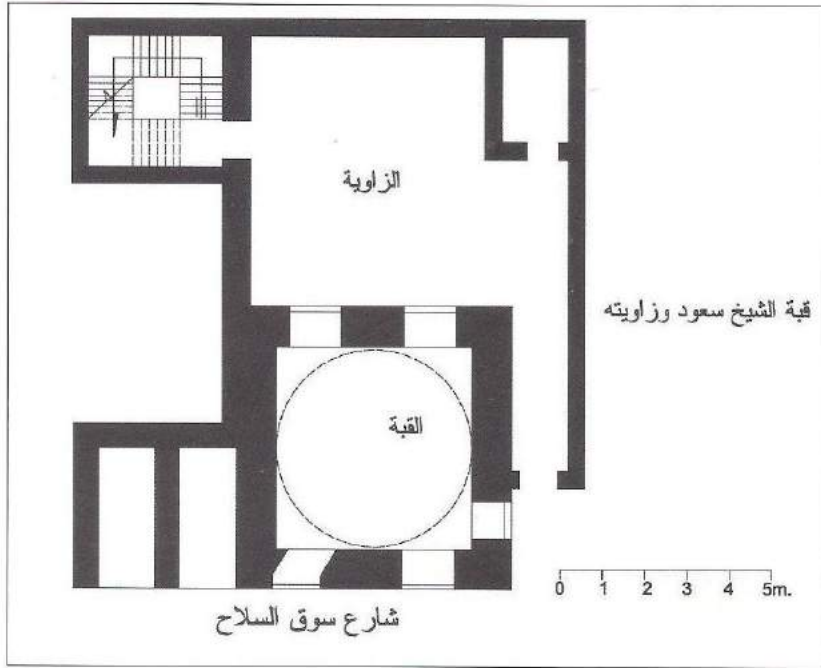 الزاوية
قبة الشيخ سعود وزاويته
القبة
0 1 2 3 4 5m.
شارع سوق السلاح